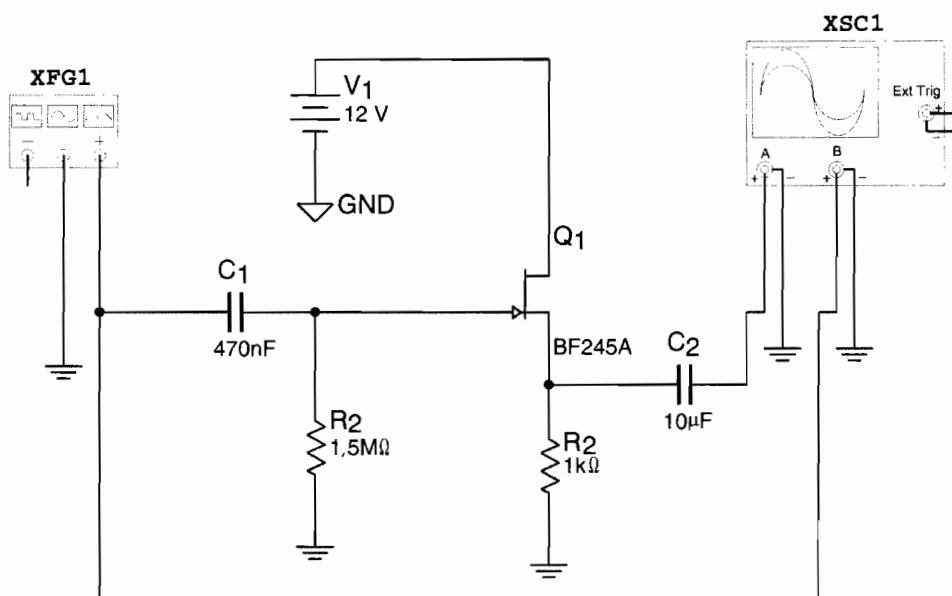 XSC1
XFG1
V1
12 V
Ext Trig
+
−
A
B
+
−
+
−
−
+
GND
Q1
C1
470nF
BF245A
C2
10µF
R2
1,5MΩ
R2
1kΩ